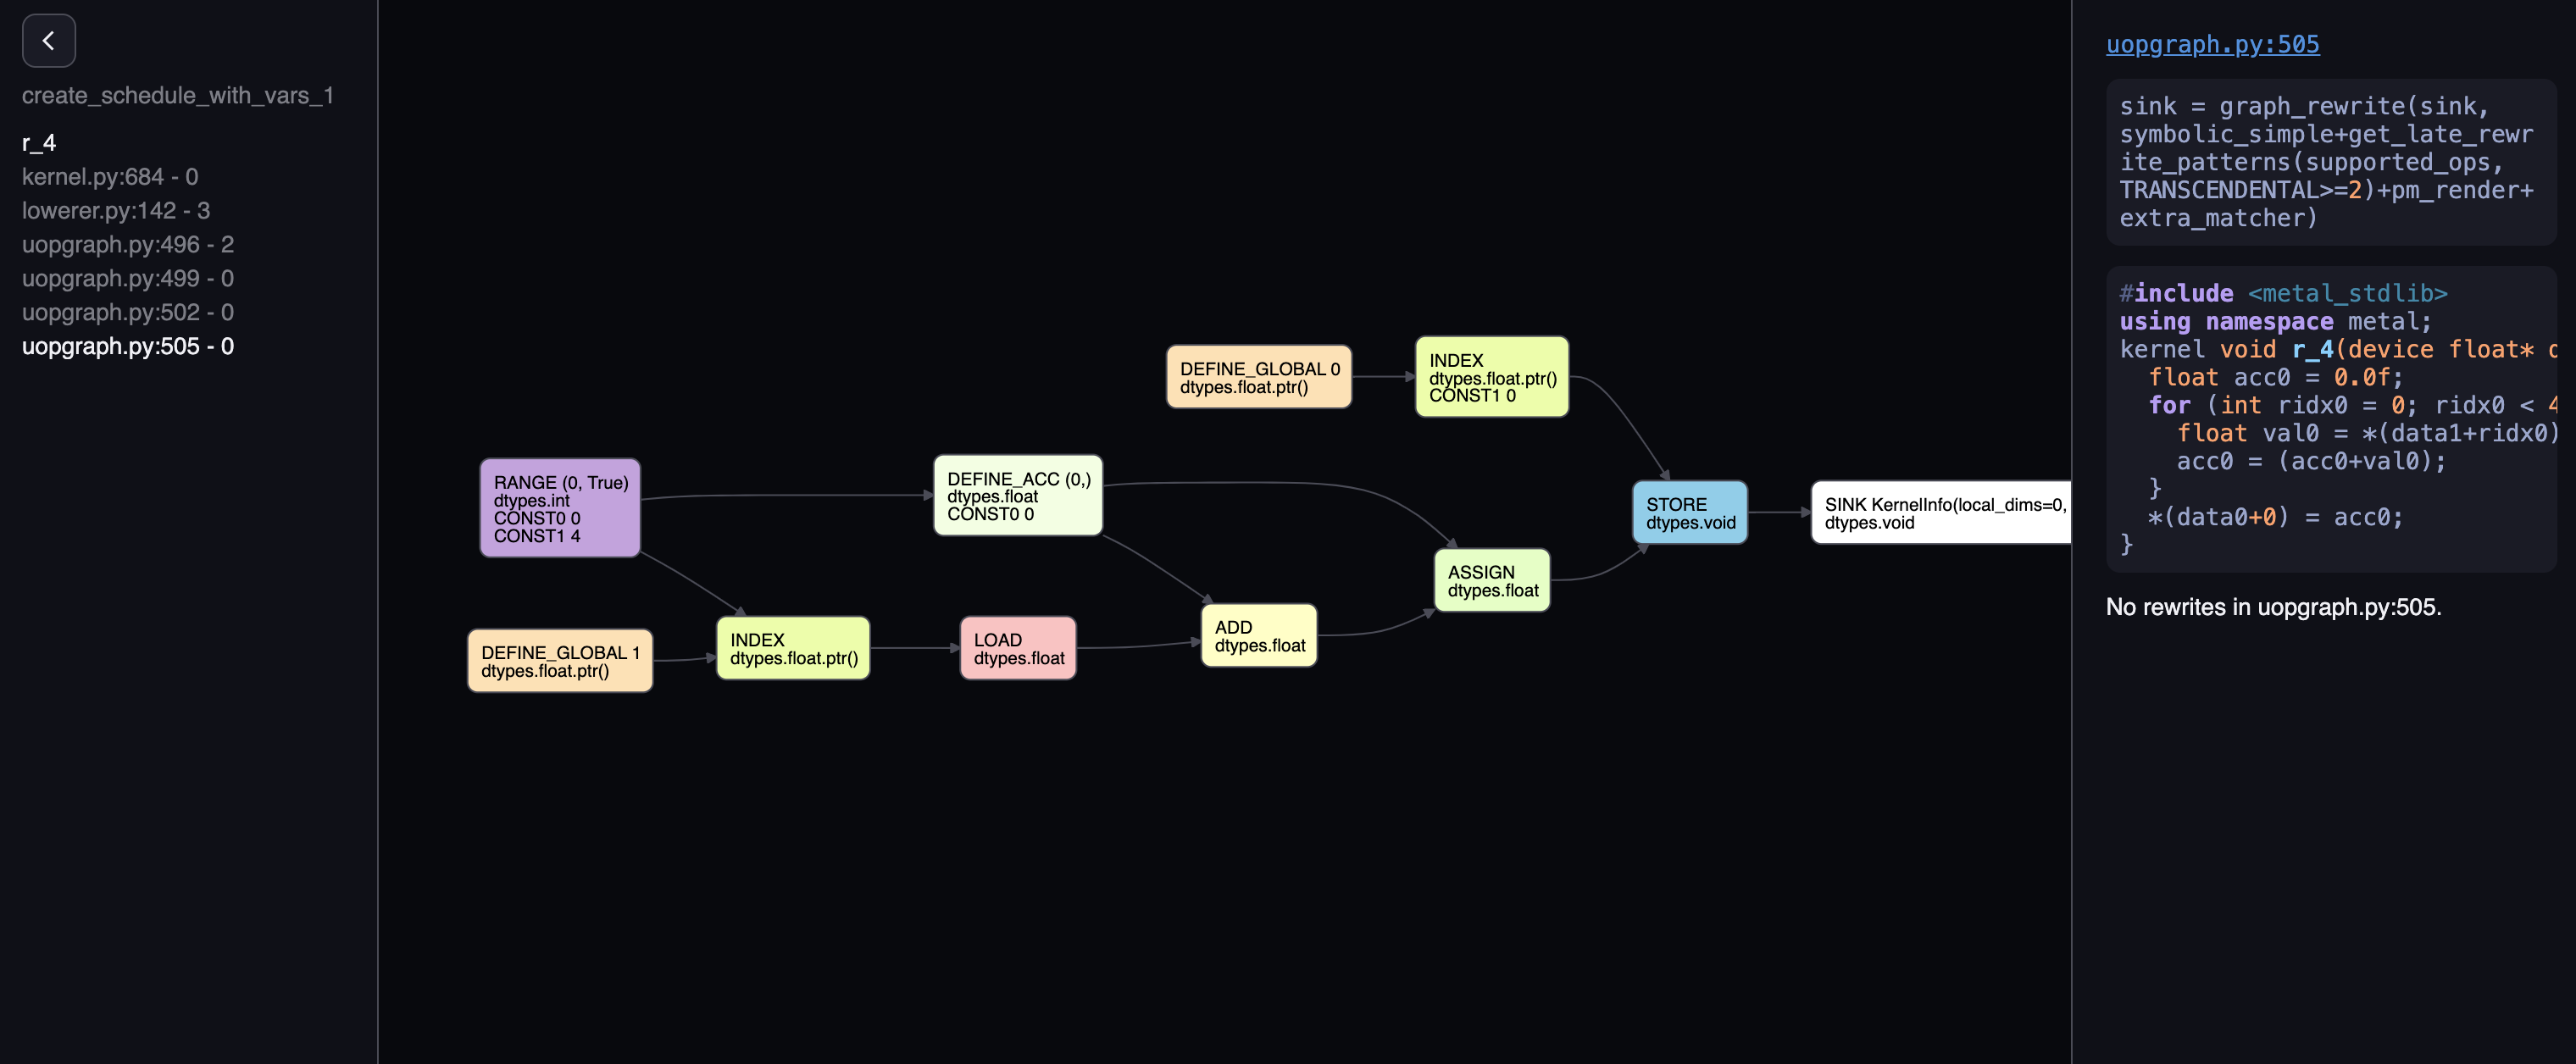 create_schedule_with_vars_1
r_4
kernel.py:684 - 0
lowerer.py:142 - 3
uopgraph.py:496 - 2
uopgraph.py:499 - 0
uopgraph.py:502 - 0
uopgraph.py:505 - 0
DEFINE_GLOBAL 0
dtypes.float.ptr()
INDEX
dtypes.float.ptr()
CONST1 0
RANGE (0, True)
dtypes.int
CONST0 0
CONST1 4
DEFINE_ACC (0,)
dtypes.float
CONST0 0
STORE
dtypes.void
SINK KernelInfo(local_dims=0,
dtypes.void
ASSIGN
dtypes.float
DEFINE_GLOBAL 1
dtypes.float.ptr()
INDEX
dtypes.float.ptr()
LOAD
dtypes.float
ADD
dtypes.float
uopgraph.py:505
sink = graph_rewrite(sink,
symbolic_simple+get_late_rewr
ite_patterns(supported_ops,
TRANSCENDENTAL>=2)+pm_render+
extra_matcher)
#include <metal_stdlib>
using namespace metal;
kernel void r_4(device float*
  float acc0 = 0.0f;
  for (int ridx0 = 0; ridx0 < 4
    float val0 = *(data1+ridx0)
    acc0 = (acc0+val0);
  }
  *(data0+0) = acc0;
}
No rewrites in uopgraph.py:505.